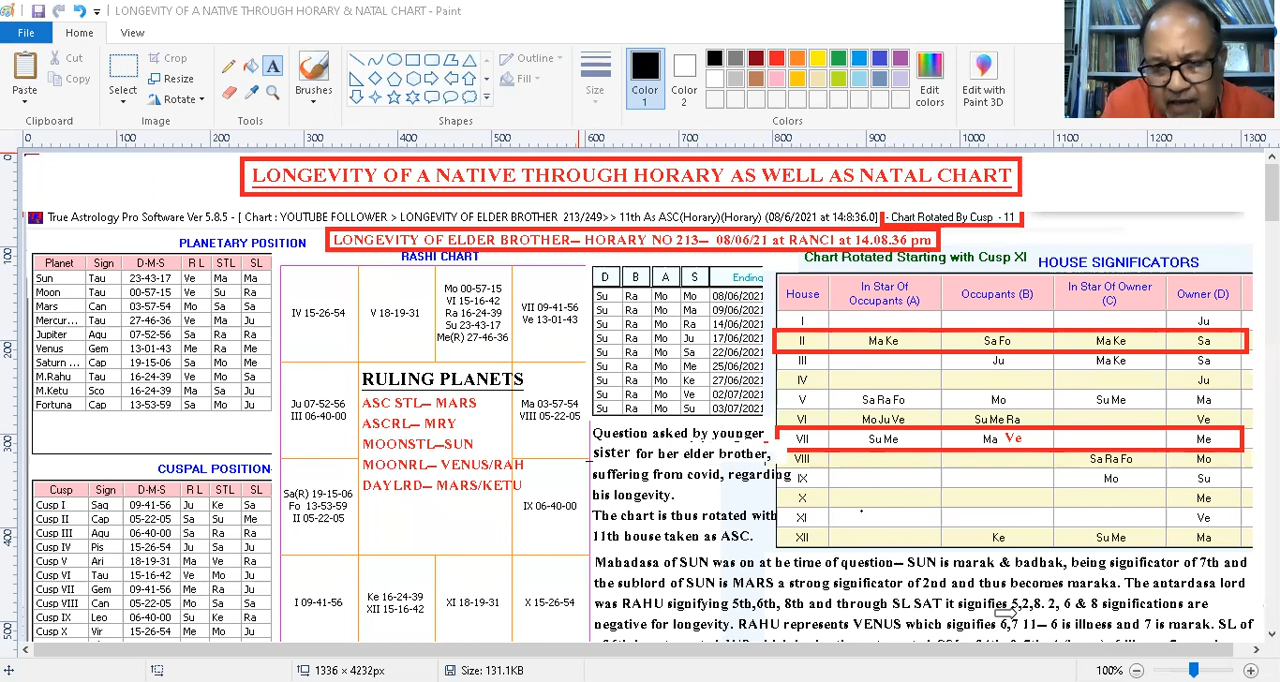 LONGEVITY OF A NATIVE THROUGH HORARY & NATAL CHART - Paint
File Home View
Paste Cut Copy Select Crop Resize Rotate A Brushes Outline Fill Size Color 1 Color 2 Edit colors Edit with Paint 3D
Clipboard Image Tools Shapes Colors
0 100 200 300 400 500 600 700 800 900 1000 1100 1200 1300
LONGEVITY OF A NATIVE THROUGH HORARY AS WELL AS NATAL CHART
True Astrology Pro Software Ver 5.8.5 - [ Chart : YOUTUBE FOLLOWER > LONGEVITY OF ELDER BROTHER 213/249>> 11th As ASC(Horary)(Horary) (08/6/2021 at 14:8:36.0] - Chart Rotated By Cusp - 11
LONGEVITY OF ELDER BROTHER– HORARY NO 213– 08/06/21 at RANCI at 14.08.36 pm
PLANETARY POSITION
Planet Sign D-M-S R L STL SL
Sun Tau 23-43-17 Ve Ma Ma
Moon Tau 00-57-15 Ve Su Ra
Mars Can 03-57-54 Mo Sa Sa
Mercur... Tau 27-46-36 Ve Ma Ju
Jupiter Aqu 07-52-56 Sa Ra Ra
Venus Gem 13-01-43 Me Ra Me
Saturn ... Cap 19-15-06 Sa Mo Me
M.Rahu Tau 16-24-39 Ve Mo Sa
M.Ketu Sco 16-24-39 Ma Sa Ju
Fortuna Cap 13-53-59 Sa Mo Ju
CUSPAL POSITION
Cusp Sign D-M-S R L STL SL
Cusp I Sag 09-41-56 Ju Ke Sa
Cusp II Cap 05-22-05 Sa Su Me
Cusp III Aqu 06-40-00 Sa Ra Ra
Cusp IV Pis 15-26-54 Ju Sa Ju
Cusp V Ari 18-19-31 Ma Ve Ra
Cusp VI Tau 15-16-42 Ve Mo Ju
Cusp VII Gem 09-41-56 Me Ra Ju
Cusp VIII Can 05-22-05 Mo Sa Sa
Cusp IX Leo 06-40-00 Su Ke Ra
Cusp X Vir 15-26-54 Me Mo Ju
RASHI CHART
IV 15-26-54
V 18-19-31
Mo 00-57-15
VI 15-16-42
Ra 16-24-39
Su 23-43-17
Me(R) 27-46-36
VII 09-41-56
Ve 13-01-43
Ju 07-52-56
III 06-40-00
RULING PLANETS
ASC STL– MARS
ASCRL– MRY
MOONSTL–SUN
MOONRL– VENUS/RAH
DAYLRD– MARS/KETU
Ma 03-57-54
VIII 05-22-05
Sa(R) 19-15-06
Fo 13-53-59
II 05-22-05
IX 06-40-00
I 09-41-56
Ke 16-24-39
XII 15-16-42
XI 18-19-31
X 15-26-54
D B A S Ending
Su Ra Mo Mo 08/06/2021
Su Ra Mo Ma 09/06/2021
Su Ra Mo Ra 14/06/2021
Su Ra Mo Ju 17/06/2021
Su Ra Mo Sa 22/06/2021
Su Ra Mo Me 25/06/2021
Su Ra Mo Ke 27/06/2021
Su Ra Mo Ve 02/07/2021
Su Ra Mo Su 03/07/2021
Question asked by younger
sister for her elder brother,
suffering from covid, regarding
his longevity.
The chart is thus rotated with
11th house taken as ASC.
Chart Rotated Starting with Cusp XI HOUSE SIGNIFICATORS
House In Star Of Occupants (A) Occupants (B) In Star Of Owner (C) Owner (D)
I Ju
II Ma Ke Sa Fo Ma Ke Sa
III Ju Ma Ke Sa
IV Ju
V Sa Ra Fo Mo Su Me Ma
VI Mo Ju Ve Su Me Ra Ve
VII Su Me Ma Ve Me
VIII Sa Ra Fo Mo
IX Mo Su
X Me
XI Ve
XII Ke Su Me Ma
Mahadasa of SUN was on at he time of question– SUN is marak & badhak, being significator of 7th and
the sublord of SUN is MARS a strong significator of 2nd and thus becomes maraka. The antardasa lord
was RAHU signifying 5th,6th, 8th and through SL SAT it signifies 5,2,8. 2, 6 & 8 significations are
negative for longevity. RAHU represents VENUS which signifies 6,7 11– 6 is illness and 7 is marak. SL of
1336 × 4232px Size: 131.1KB 100%